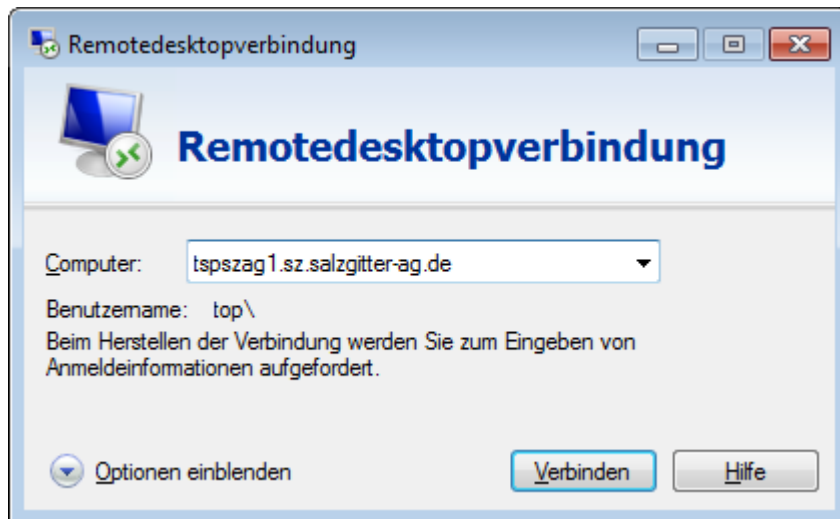 Remotedesktopverbindung
Remotedesktopverbindung
Computer: tspszag1.sz.salzgitter-ag.de
Benutzername: top\
Beim Herstellen der Verbindung werden Sie zum Eingeben von
Anmeldeinformationen aufgefordert.
Optionen einblenden Verbinden Hilfe